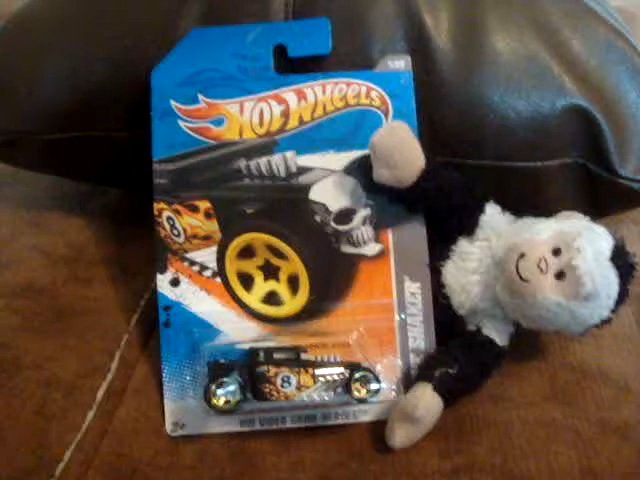 HOT WHEELS
8
SHAKER
8
HW VIDEO GAME HEROES